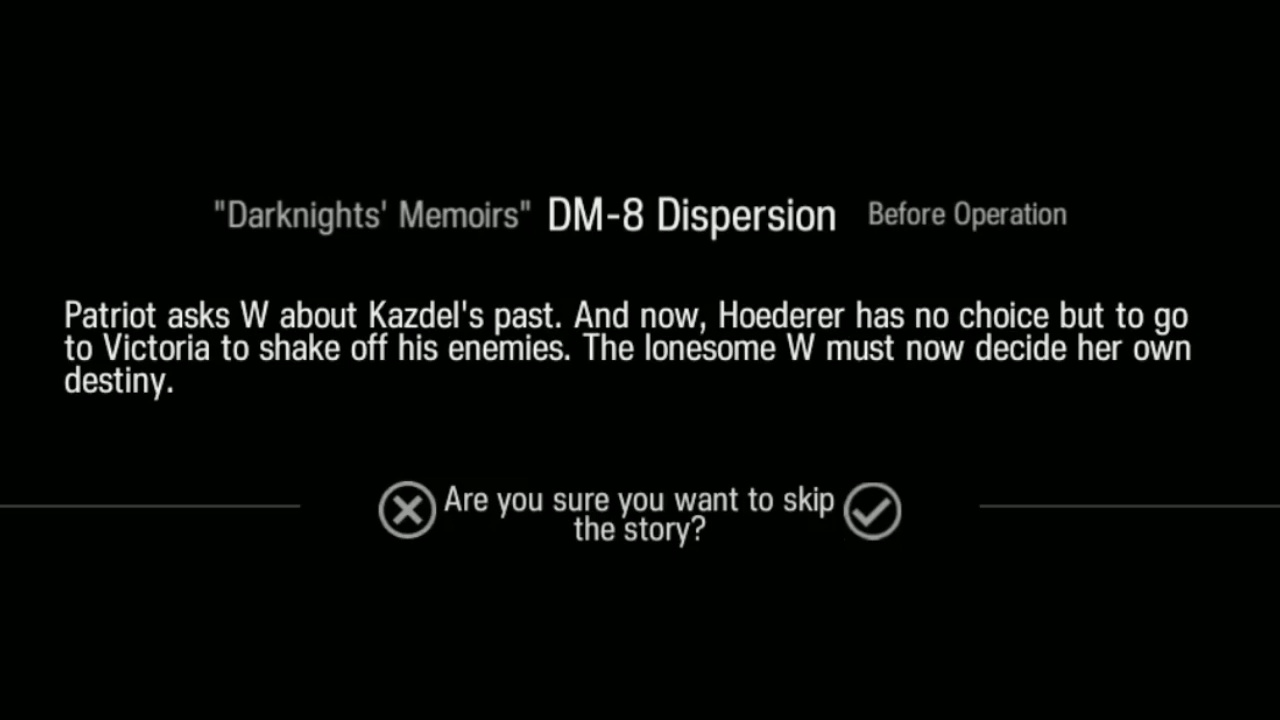 "Darknights' Memoirs" DM-8 Dispersion Before Operation
Patriot asks W about Kazdel's past. And now, Hoederer has no choice but to go
to Victoria to shake off his enemies. The lonesome W must now decide her own
destiny.
Are you sure you want to skip
the story?